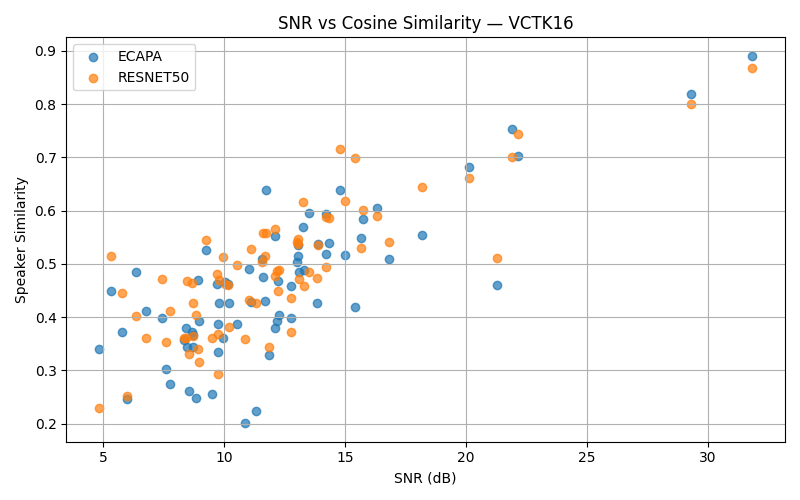 SNR vs Cosine Similarity — VCTK16
ECAPA
RESNET50
Speaker Similarity
0.9
0.8
0.7
0.6
0.5
0.4
0.3
0.2
5 10 15 20 25 30
SNR (dB)